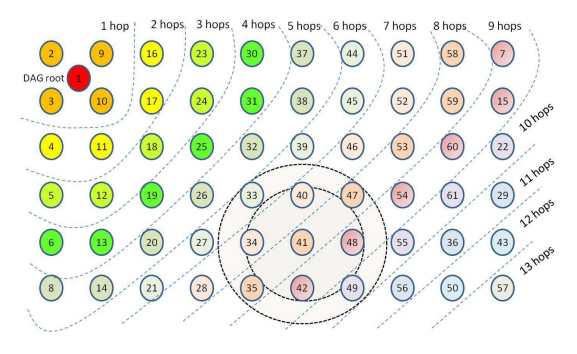 1 hop 2 hops 3 hops 4 hops 5 hops 6 hops 7 hops 8 hops 9 hops
2 9 16 23 30 37 44 51 58 7
DAG root 1
3 10 17 24 31 38 45 52 59 15
10 hops
4 11 18 25 32 39 46 53 60 22
11 hops
5 12 19 26 33 40 47 54 61 29
12 hops
6 13 20 27 34 41 48 55 36 43
13 hops
8 14 21 28 35 42 49 56 50 57